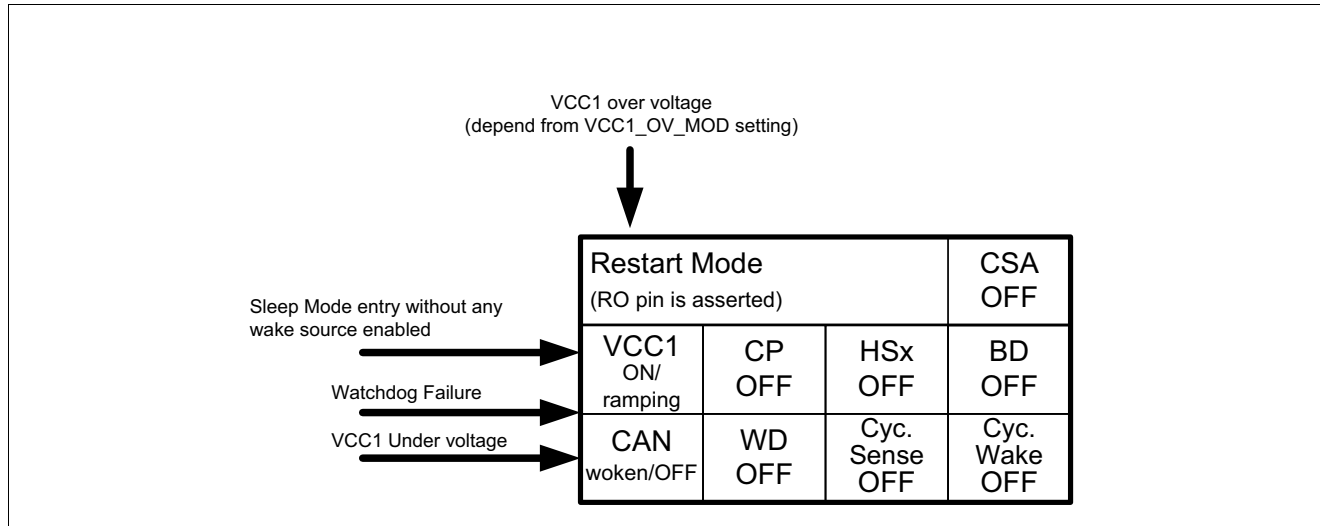 VCC1 over voltage
(depend from VCC1_OV_MOD setting)
Restart Mode
(RO pin is asserted)
CSA
OFF
Sleep Mode entry without any
wake source enabled
Watchdog Failure
VCC1 Under voltage
VCC1
ON/
ramping
CP
OFF
HSx
OFF
BD
OFF
CAN
woken/OFF
WD
OFF
Cyc.
Sense
OFF
Cyc.
Wake
OFF